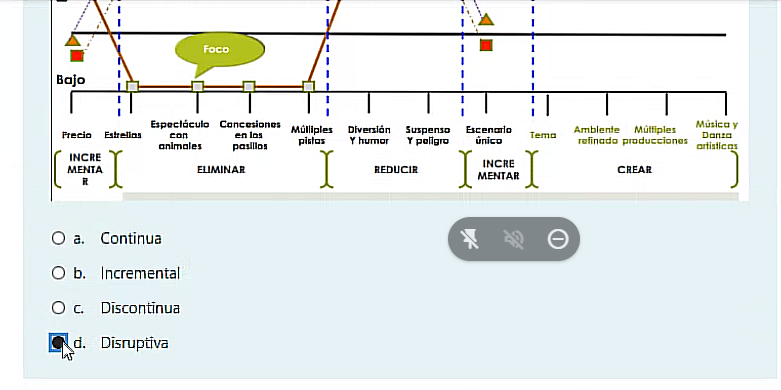 Foco
Bajo
Precio
Estrellas
Espectáculo
con
animales
Concesiones
en los
pasillos
Múltiples
pistas
Diversión
Y humor
Suspenso
Y peligro
Escenario
único
Tema
Ambiente
refinado
Múltiples
producciones
Música y
Danza
artísticas
INCRE
MENTA
R
ELIMINAR
REDUCIR
INCRE
MENTAR
CREAR
a. Continua
b. Incremental
c. Discontinua
d. Disruptiva